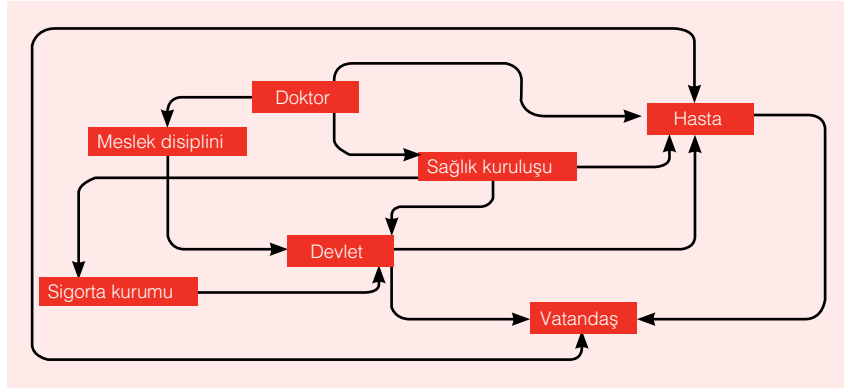 Doktor
Hasta
Meslek disiplini
Sağlık kuruluşu
Devlet
Sigorta kurumu
Vatandaş